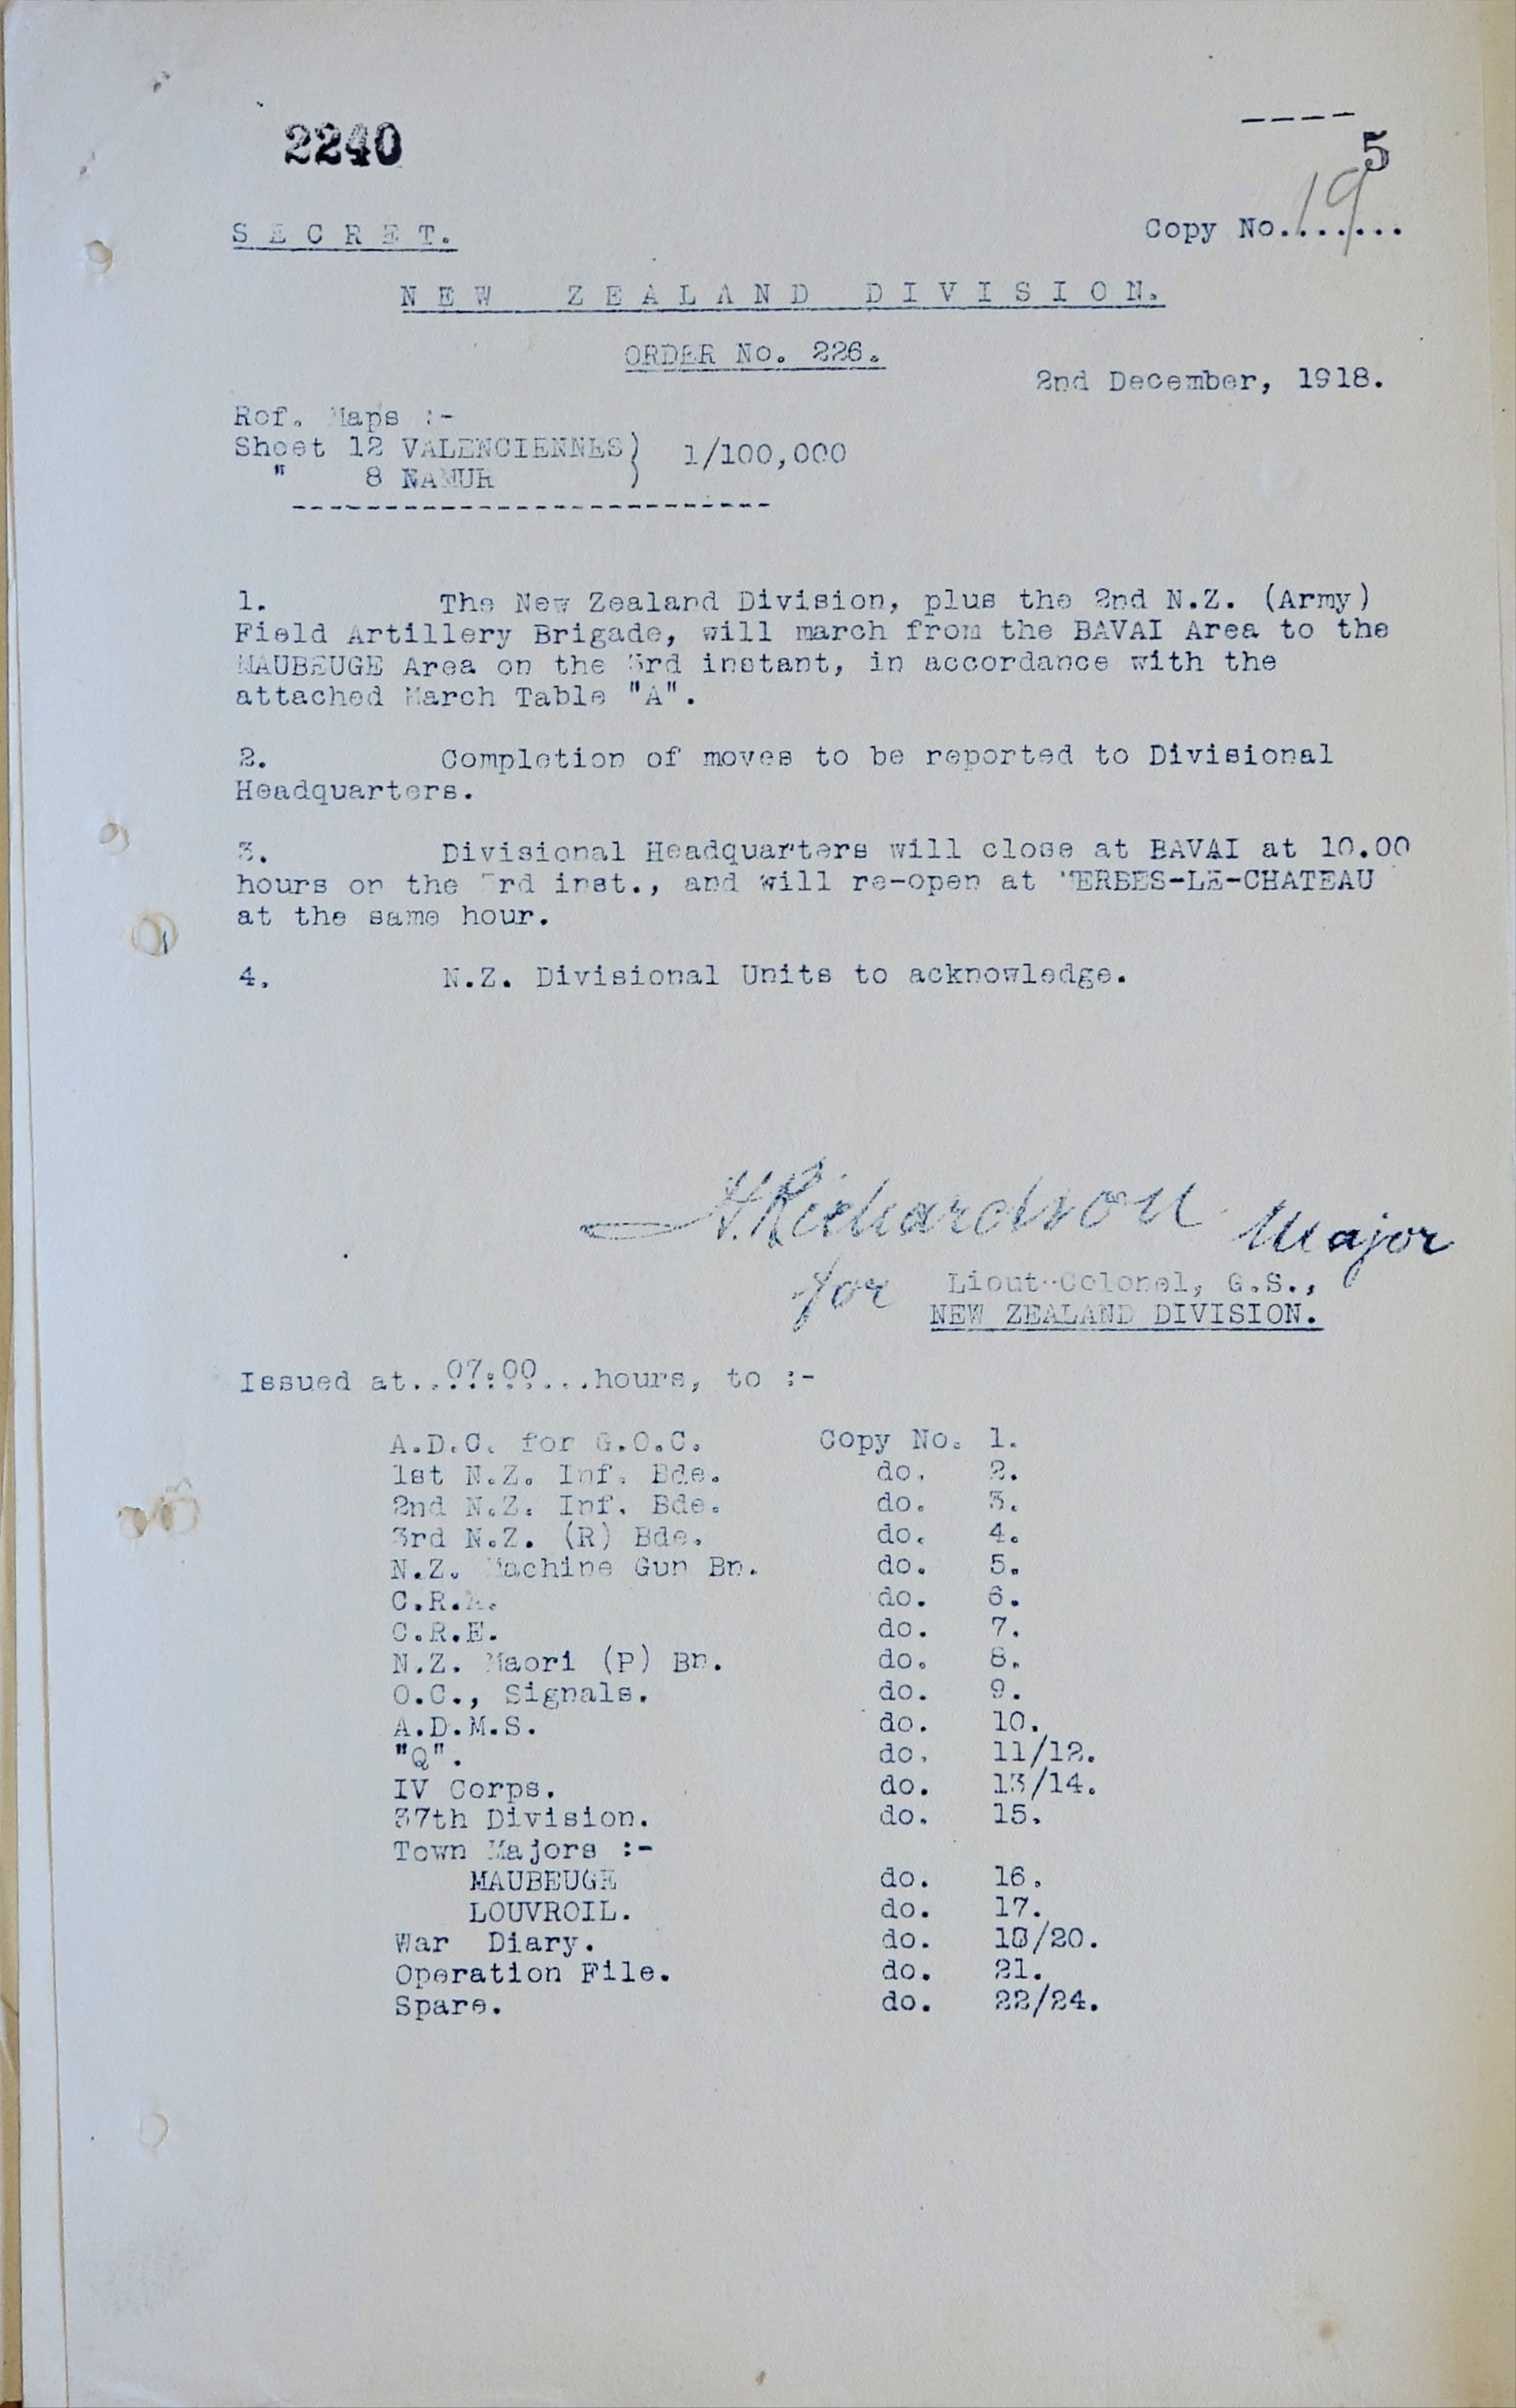 2240
5
SECRET.
Copy No. 19
NEW ZEALAND DIVISION.
ORDER No. 226.
2nd December, 1918.
Ref. Maps :-
Sheet 12 VALENCIENNES) 1/100,000
" 8 NAMUR )
1. The New Zealand Division, plus the 2nd N.Z. (Army)
Field Artillery Brigade, will march from the BAVAI Area to the
MAUBEUGE Area on the 3rd instant, in accordance with the
attached March Table "A".
2. Completion of moves to be reported to Divisional
Headquarters.
3. Divisional Headquarters will close at BAVAI at 10.00
hours on the 3rd inst., and will re-open at MERBES-LE-CHATEAU
at the same hour.
4. N.Z. Divisional Units to acknowledge.
H. Richardson Major
for Lieut-Colonel, G.S.,
NEW ZEALAND DIVISION.
Issued at..07:00...hours, to :-
A.D.C. for G.O.C. Copy No. 1.
1st N.Z. Inf. Bde. do. 2.
2nd N.Z. Inf. Bde. do. 3.
3rd N.Z. (R) Bde. do. 4.
N.Z. Machine Gun Bn. do. 5.
C.R.A. do. 6.
C.R.E. do. 7.
N.Z. Maori (P) Bn. do. 8.
O.C., Signals. do. 9.
A.D.M.S. do. 10.
"Q". do. 11/12.
IV Corps. do. 13/14.
37th Division. do. 15.
Town Majors :-
MAUBEUGE do. 16.
LOUVROIL. do. 17.
War Diary. do. 18/20.
Operation File. do. 21.
Spare. do. 22/24.